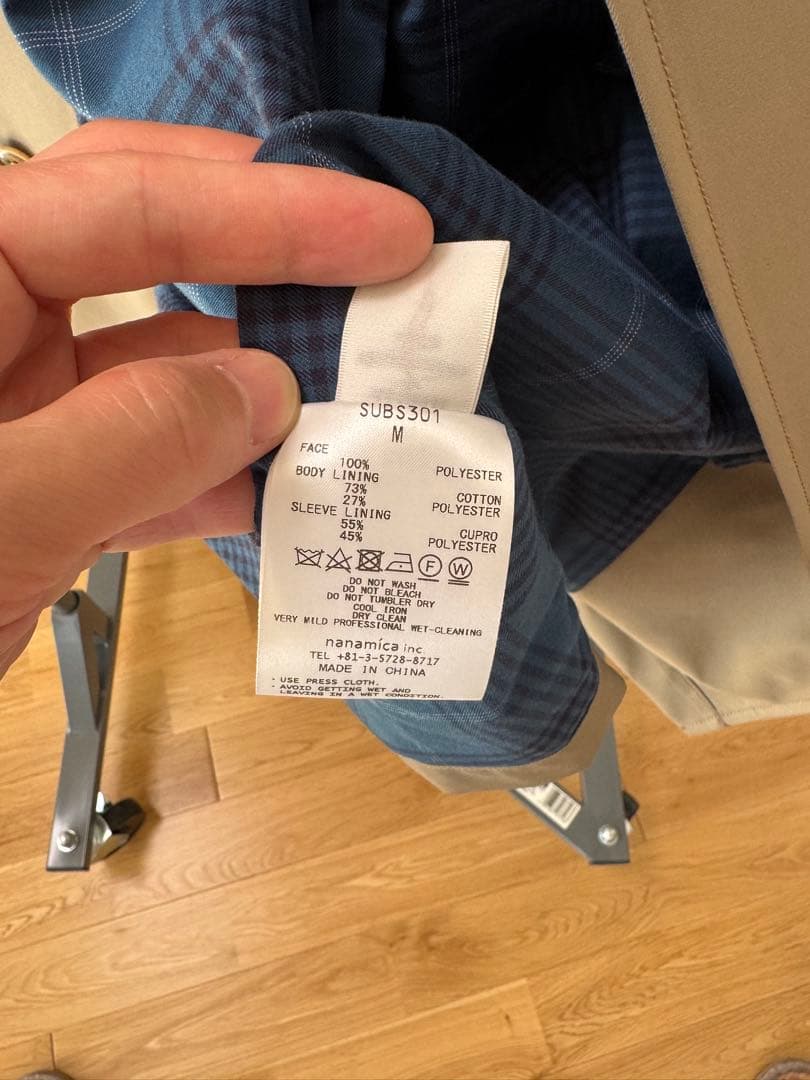 SUBS301
M
FACE
100% POLYESTER
BODY LINING
73% COTTON
27% POLYESTER
SLEEVE LINING
55% CUPRO
45% POLYESTER
F W
DO NOT WASH
DO NOT BLEACH
DO NOT TUMBLER DRY
COOL IRON
DRY CLEAN
VERY MILD PROFESSIONAL WET-CLEANING
nanamica inc.
TEL +81-3-5728-8717
MADE IN CHINA
· USE PRESS CLOTH.
· AVOID GETTING WET AND
LEAVING IN A WET CONDITION.